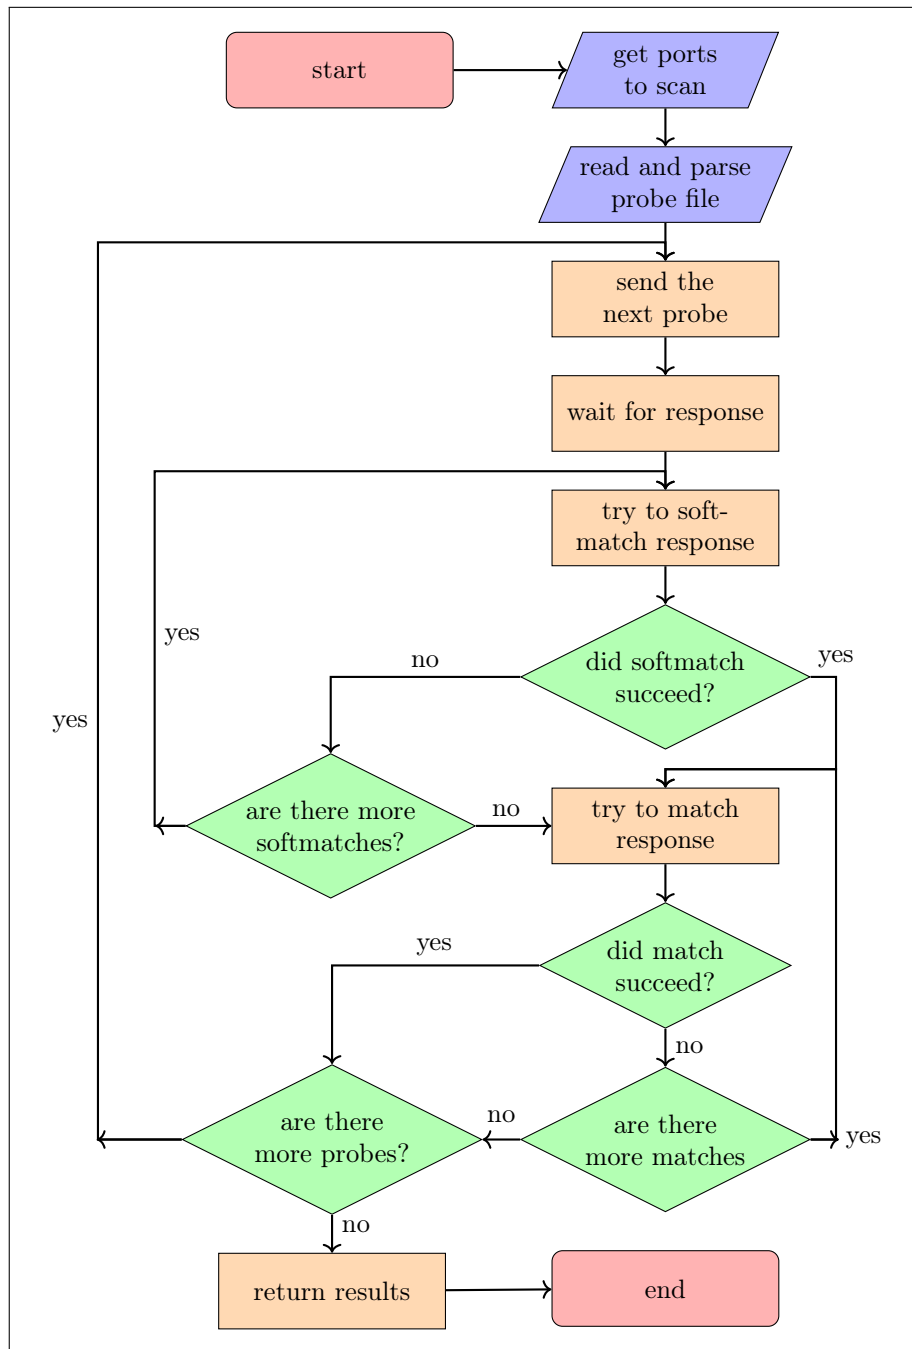 start
get ports
to scan
read and parse
probe file
send the
next probe
wait for response
try to soft-
match response
yes
did softmatch
succeed?
yes
no
yes
are there more
softmatches?
no
try to match
response
yes
did match
succeed?
no
are there
more probes?
no
are there
more matches
yes
no
return results
end